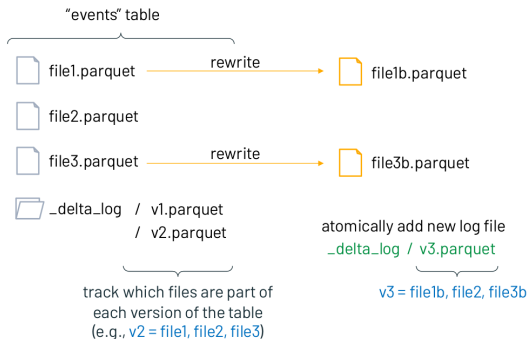 “events” table
file1.parquet
rewrite
file1b.parquet
file2.parquet
file3.parquet
rewrite
file3b.parquet
_delta_log / v1.parquet
/ v2.parquet
atomically add new log file
_delta_log / v3.parquet
track which files are part of
each version of the table
(e.g., v2 = file1, file2, file3)
v3 = file1b, file2, file3b